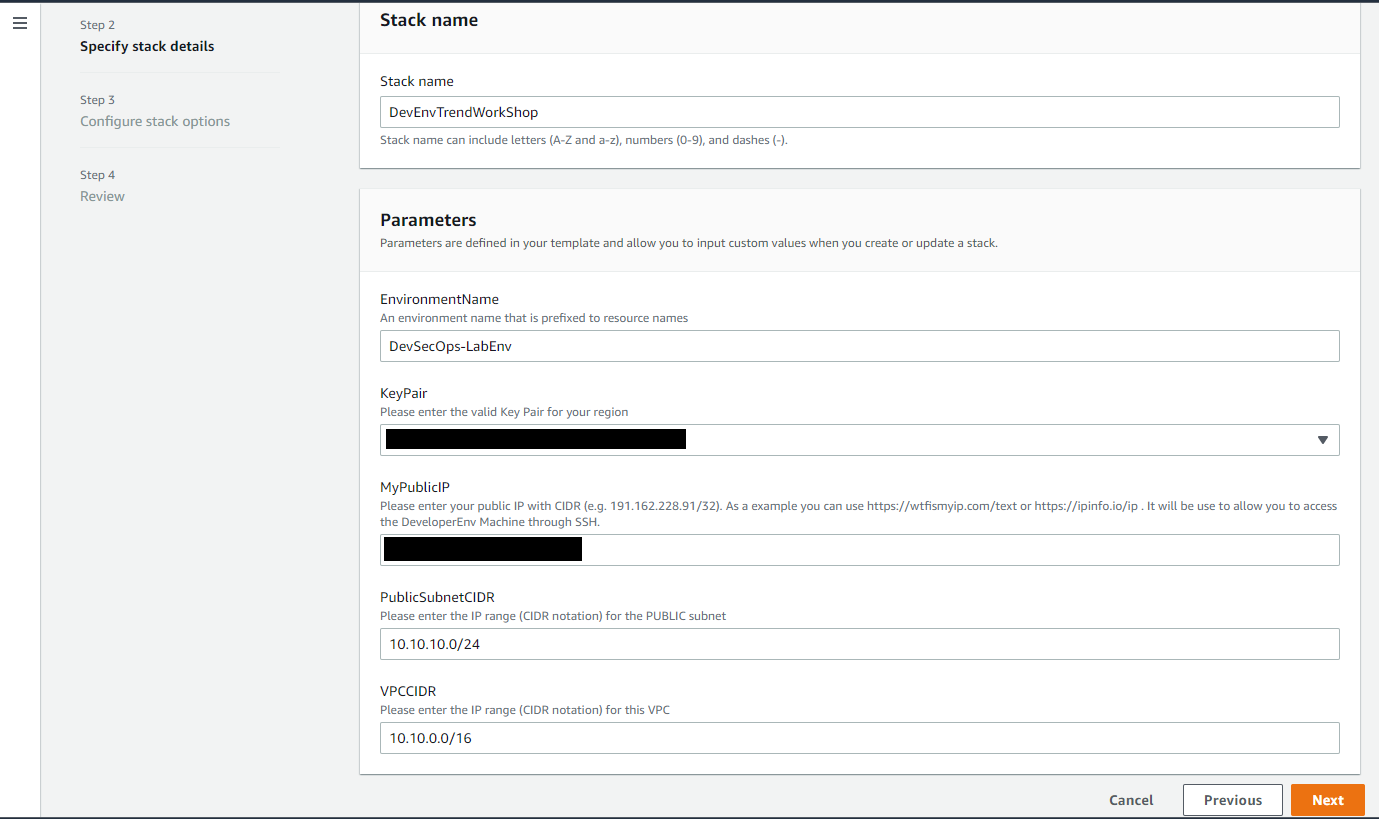 Step 2
Specify stack details
Step 3
Configure stack options
Step 4
Review
Stack name
Stack name
DevEnvTrendWorkShop
Stack name can include letters (A-Z and a-z), numbers (0-9), and dashes (-).
Parameters
Parameters are defined in your template and allow you to input custom values when you create or update a stack.
EnvironmentName
An environment name that is prefixed to resource names
DevSecOps-LabEnv
KeyPair
Please enter the valid Key Pair for your region
MyPublicIP
Please enter your public IP with CIDR (e.g. 191.162.228.91/32). As a example you can use https://wtfismyip.com/text or https://ipinfo.io/ip . It will be use to allow you to access
the DeveloperEnv Machine through SSH.
PublicSubnetCIDR
Please enter the IP range (CIDR notation) for the PUBLIC subnet
10.10.10.0/24
VPCCIDR
Please enter the IP range (CIDR notation) for this VPC
10.10.0.0/16
Cancel
Previous
Next